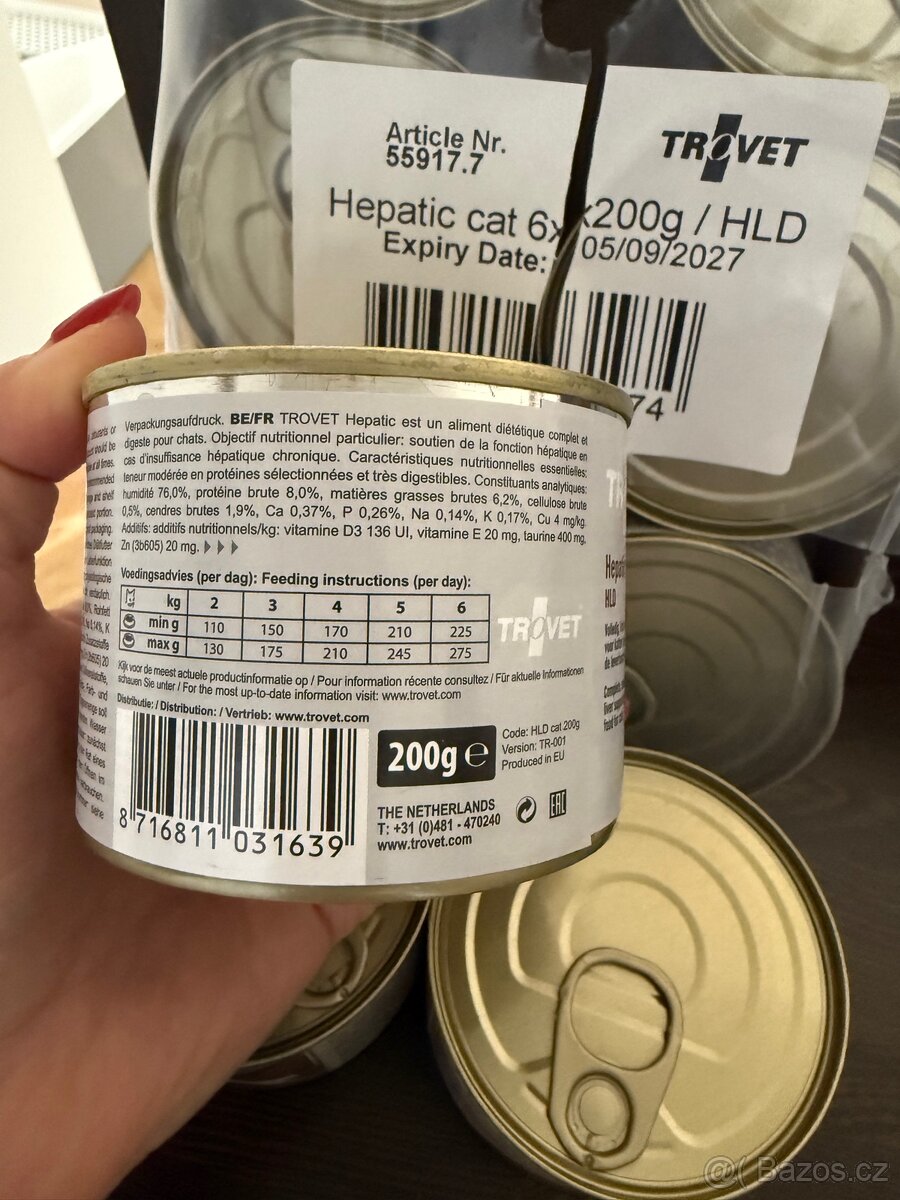 Article Nr.
55917.7
TROVET
Hepatic cat 6x200g / HLD
Expiry Date: 05/09/2027
74
Verpackungsaufdruck. BE/FR TROVET Hepatic est un aliment diététique complet et
digeste pour chats. Objectif nutritionnel particulier: soutien de la fonction hépatique en
cas d'insuffisance hépatique chronique. Caractéristiques nutritionnelles essentielles:
teneur modérée en protéines sélectionnées et très digestibles. Constituants analytiques:
humidité 76,0%, protéine brute 8,0%, matières grasses brutes 6,2%, cellulose brute
0,5%, cendres brutes 1,9%, Ca 0,37%, P 0,26%, Na 0,14%, K 0,17%, Cu 4 mg/kg.
Additifs: additifs nutritionnels/kg: vitamine D3 136 UI, vitamine E 20 mg, taurine 400 mg,
Zn (3b605) 20 mg.
Voedingsadvies (per dag): Feeding instructions (per day):
kg 2 3 4 5 6
min g 110 150 170 210 225
max g 130 175 210 245 275
TROVET
Kijk voor de meest actuele productinformatie op / Pour information récente consultez / Für aktuelle Informationen
schauen Sie unter / For the most up-to-date information visit: www.trovet.com
Distributie: / Distribution: / Vertrieb: www.trovet.com
8 716811 031639
200g e
Code: HLD cat 200g
Version: TR-001
Produced in EU
THE NETHERLANDS
T: +31 (0)481 - 470240
www.trovet.com
EAC
HLD
@( Bazos.cz